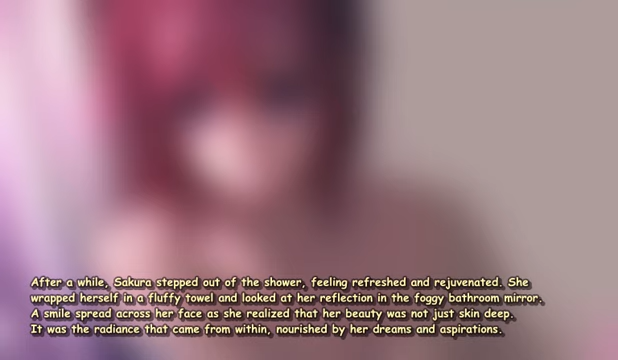 After a while, Sakura stepped out of the shower, feeling refreshed and rejuvenated. She
wrapped herself in a fluffy towel and looked at her reflection in the foggy bathroom mirror.
A smile spread across her face as she realized that her beauty was not just skin deep.
It was the radiance that came from within, nourished by her dreams and aspirations.